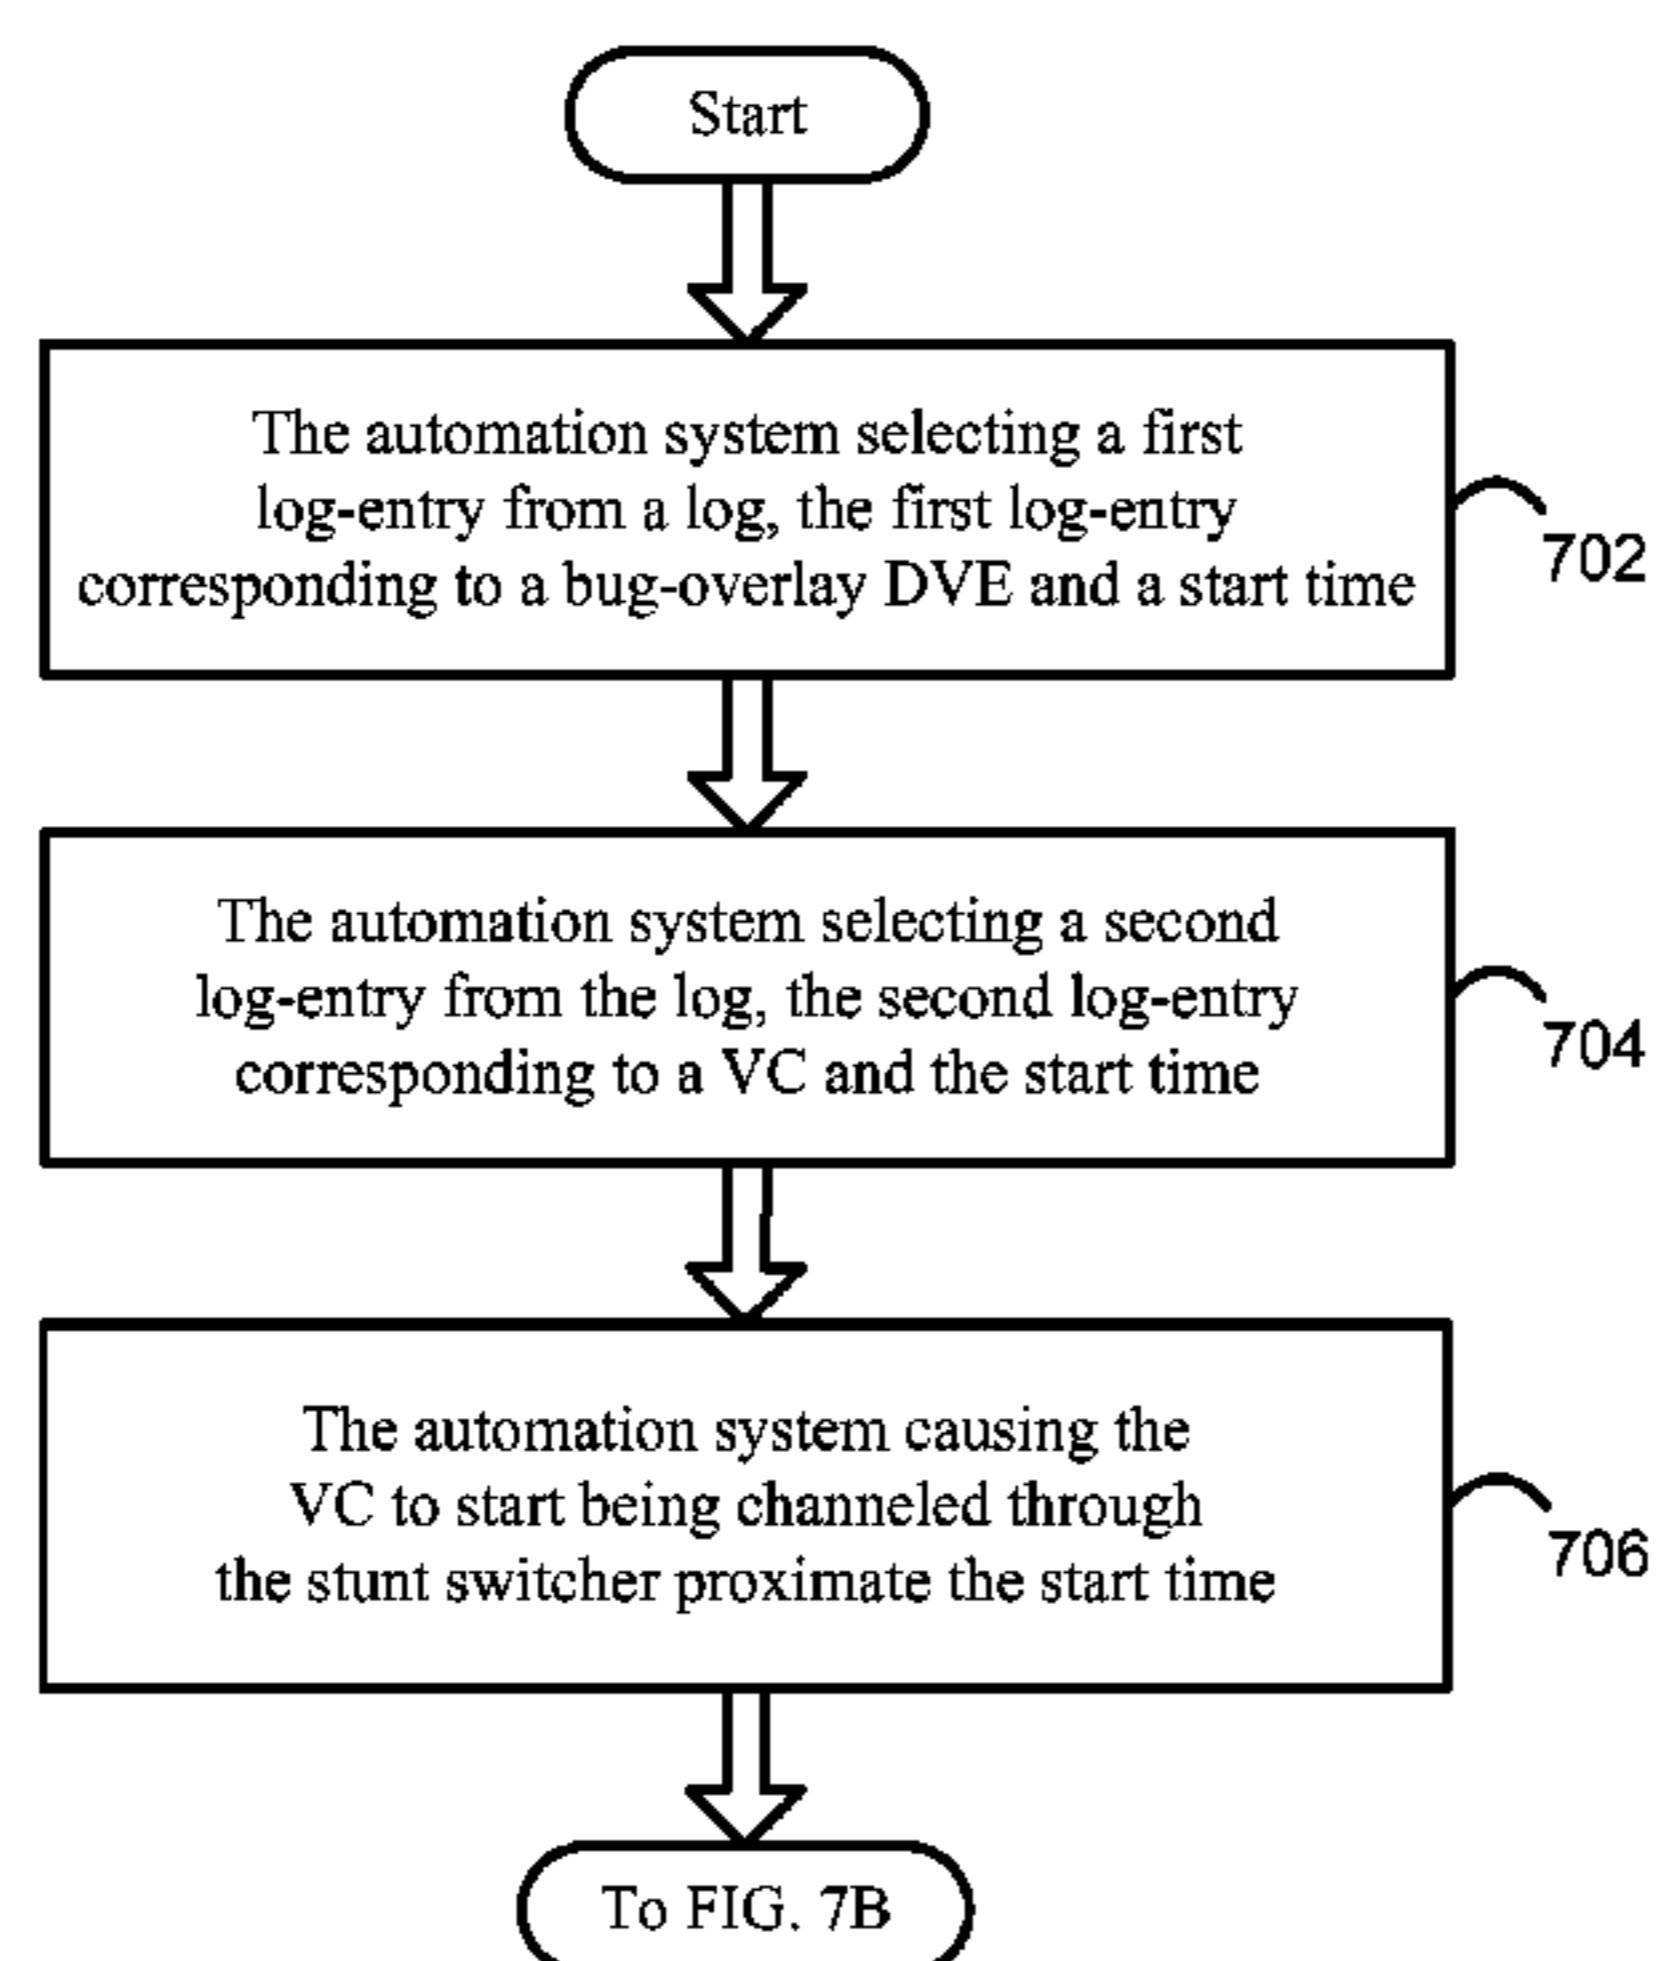 Start
The automation system selecting a first
log-entry from a log, the first log-entry
corresponding to a bug-overlay DVE and a start time
702
The automation system selecting a second
log-entry from the log, the second log-entry
corresponding to a VC and the start time
704
The automation system causing the
VC to start being channeled through
the stunt switcher proximate the start time
706
To FIG. 7B